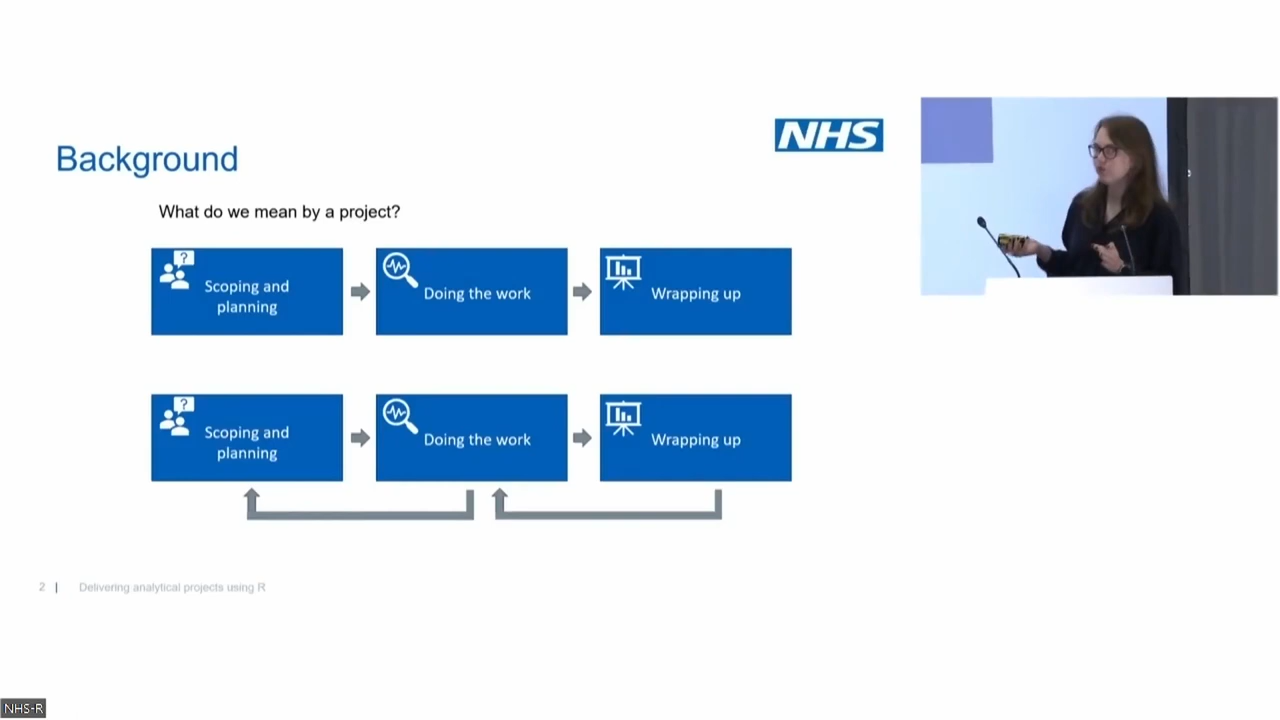 NHS
Background
What do we mean by a project?
?
Scoping and
planning
Doing the work
Wrapping up
?
Scoping and
planning
Doing the work
Wrapping up
2 | Delivering analytical projects using R
NHS-R